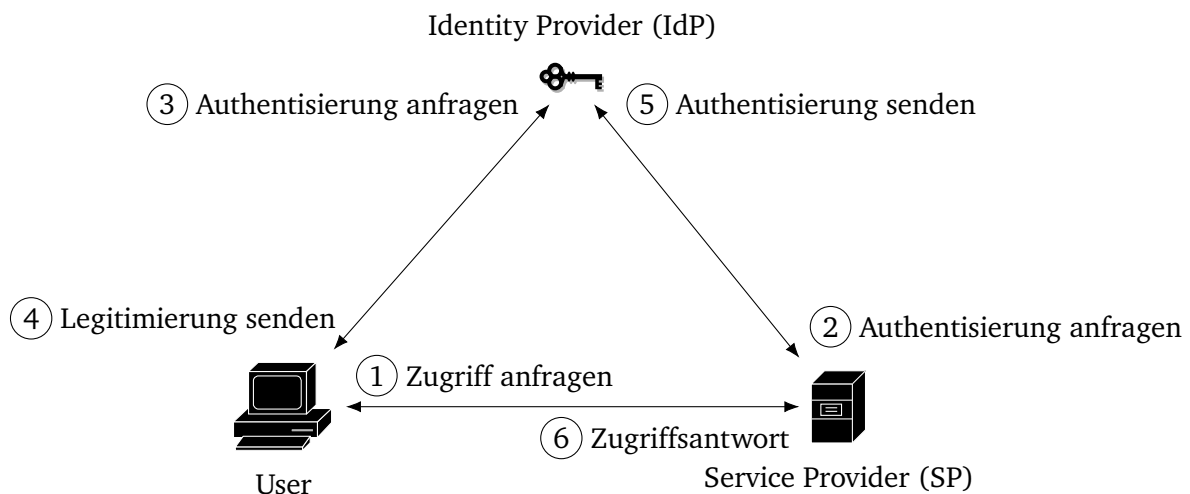 Identity Provider (IdP)
3 Authentisierung anfragen
5 Authentisierung senden
4 Legitimierung senden
2 Authentisierung anfragen
1 Zugriff anfragen
6 Zugriffsantwort
User
Service Provider (SP)